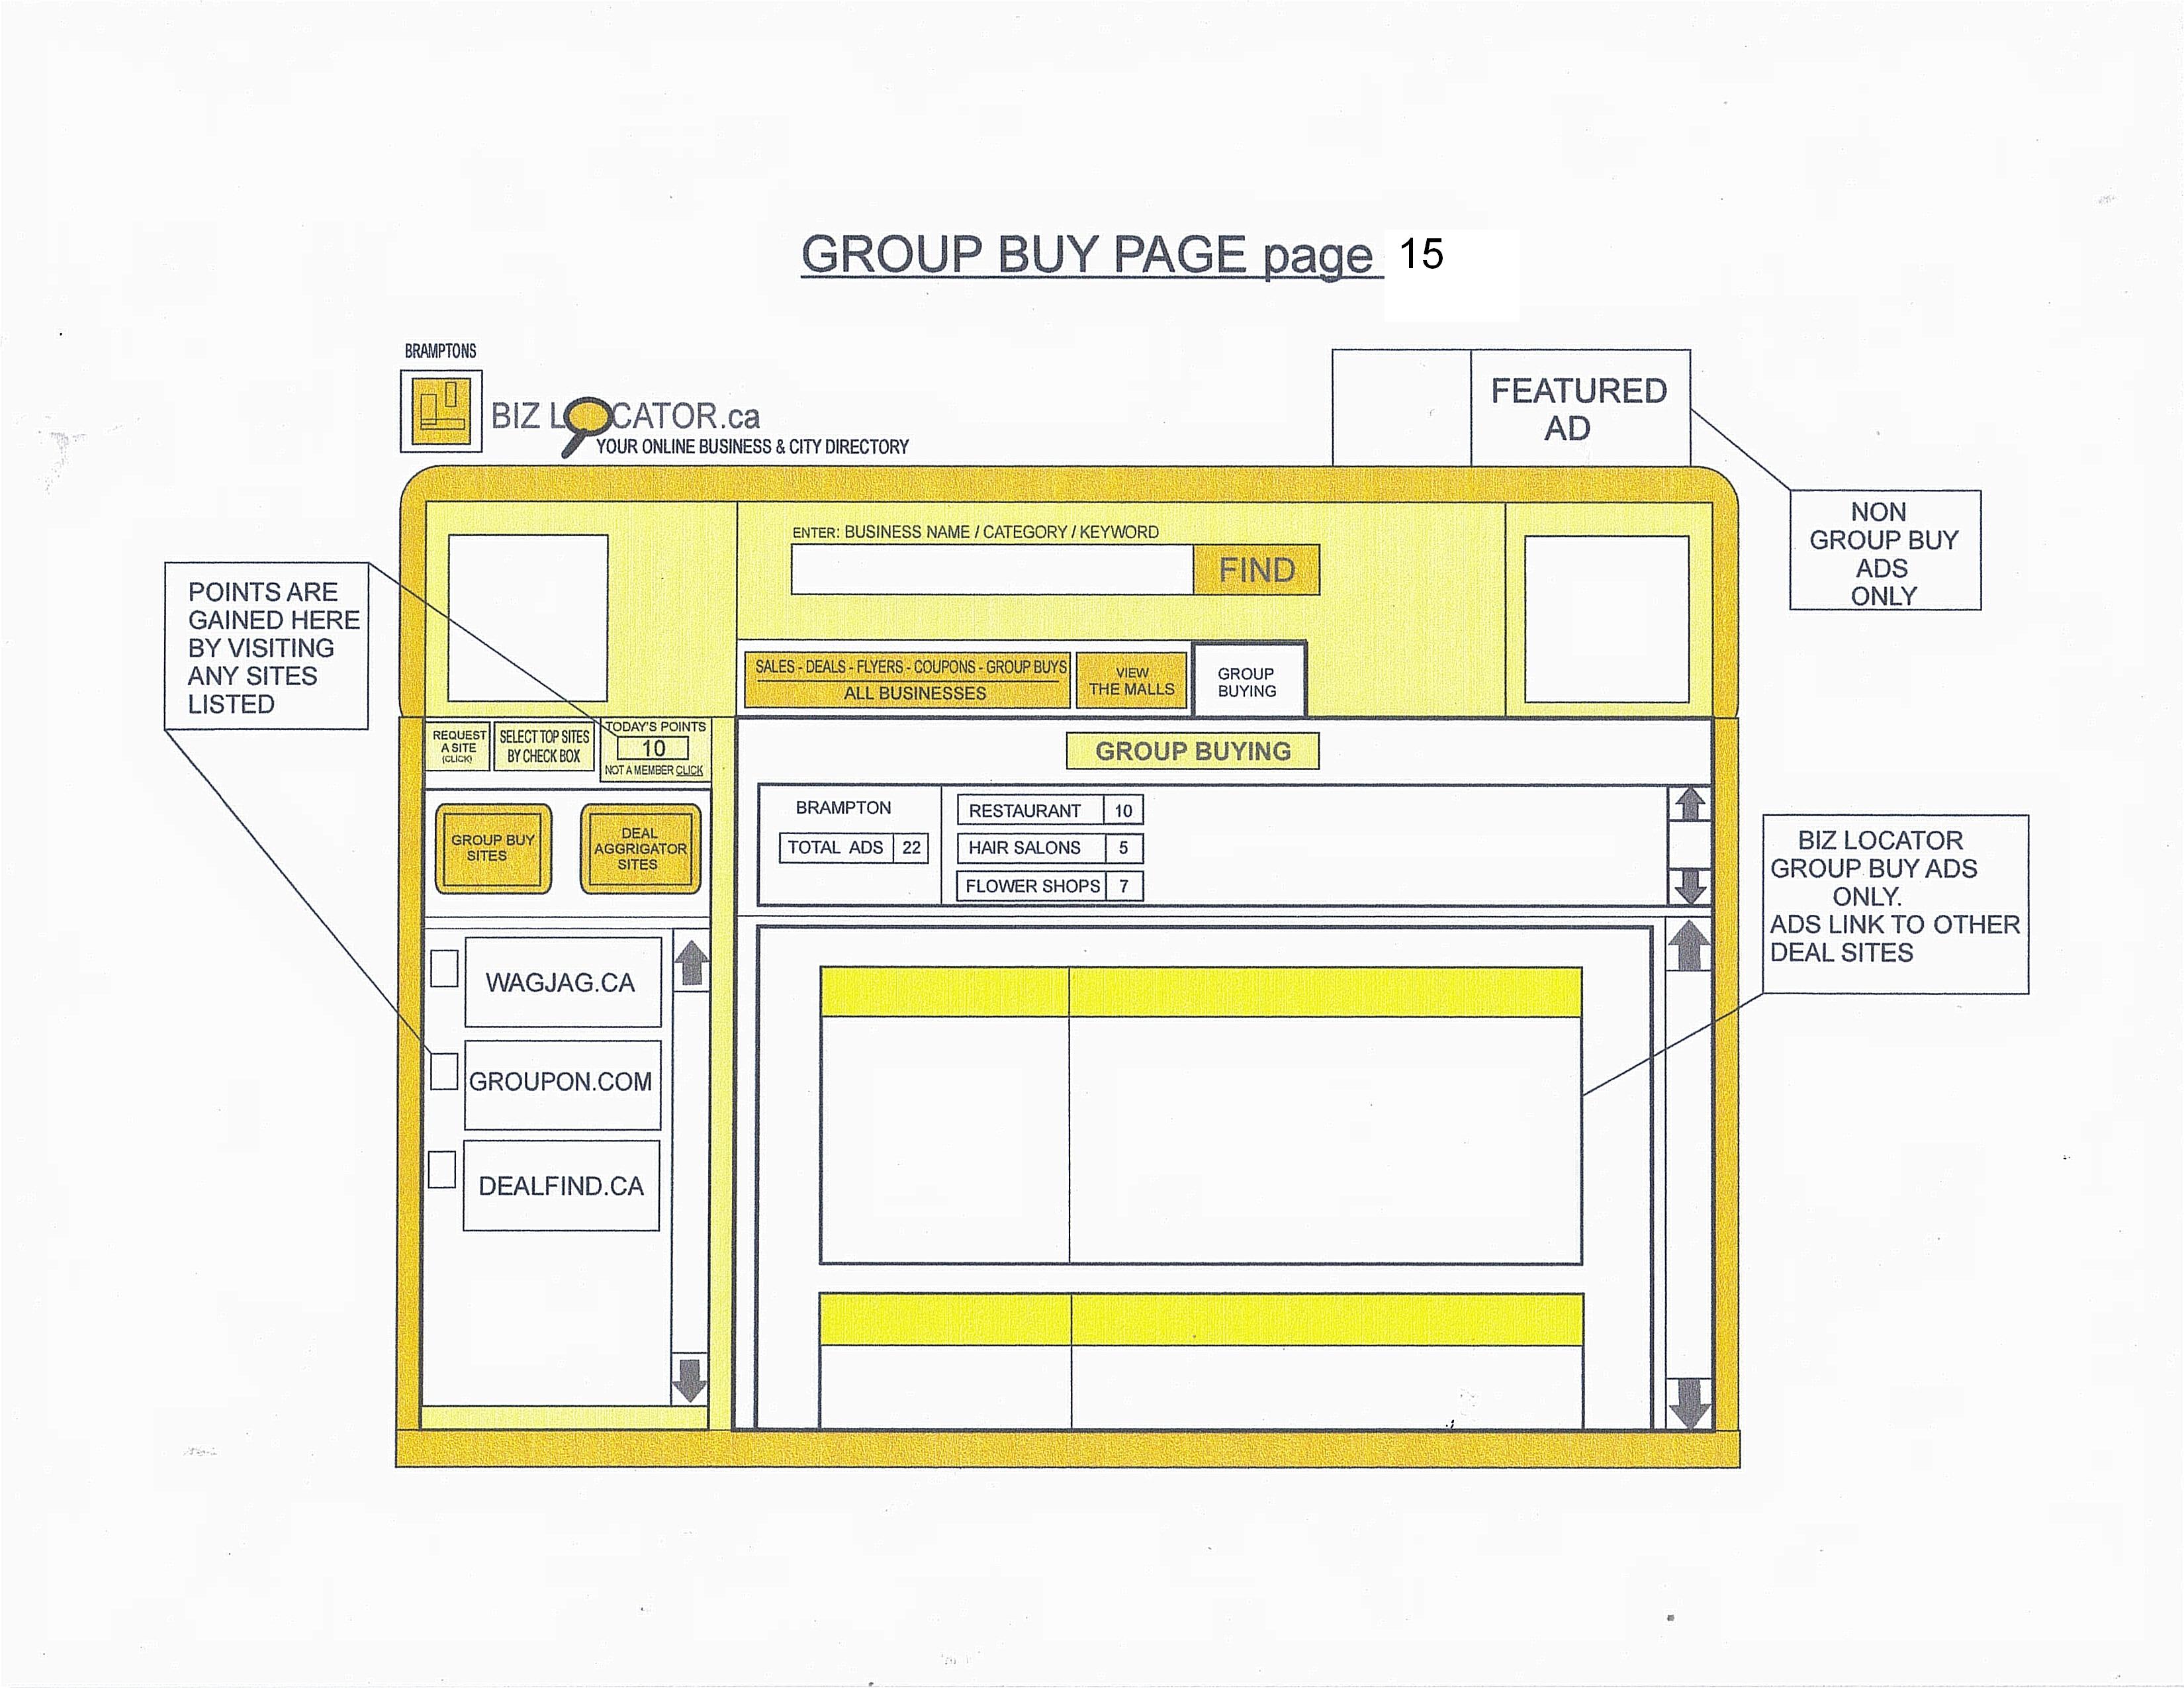 GROUP BUY PAGE page 15
BRAMPTONS
BIZ LOCATOR.ca
YOUR ONLINE BUSINESS & CITY DIRECTORY
FEATURED
AD
NON
GROUP BUY
ADS
ONLY
ENTER: BUSINESS NAME / CATEGORY / KEYWORD
FIND
POINTS ARE
GAINED HERE
BY VISITING
ANY SITES
LISTED
SALES - DEALS - FLYERS - COUPONS - GROUP BUYS
ALL BUSINESSES
VIEW
THE MALLS
GROUP
BUYING
REQUEST
A SITE
(CLICK)
SELECT TOP SITES
BY CHECK BOX
TODAY'S POINTS
10
NOT A MEMBER CLICK
GROUP BUYING
GROUP BUY
SITES
DEAL
AGGRIGATOR
SITES
BRAMPTON
TOTAL ADS 22
RESTAURANT 10
HAIR SALONS 5
FLOWER SHOPS 7
BIZ LOCATOR
GROUP BUY ADS
ONLY.
ADS LINK TO OTHER
DEAL SITES
WAGJAG.CA
GROUPON.COM
DEALFIND.CA